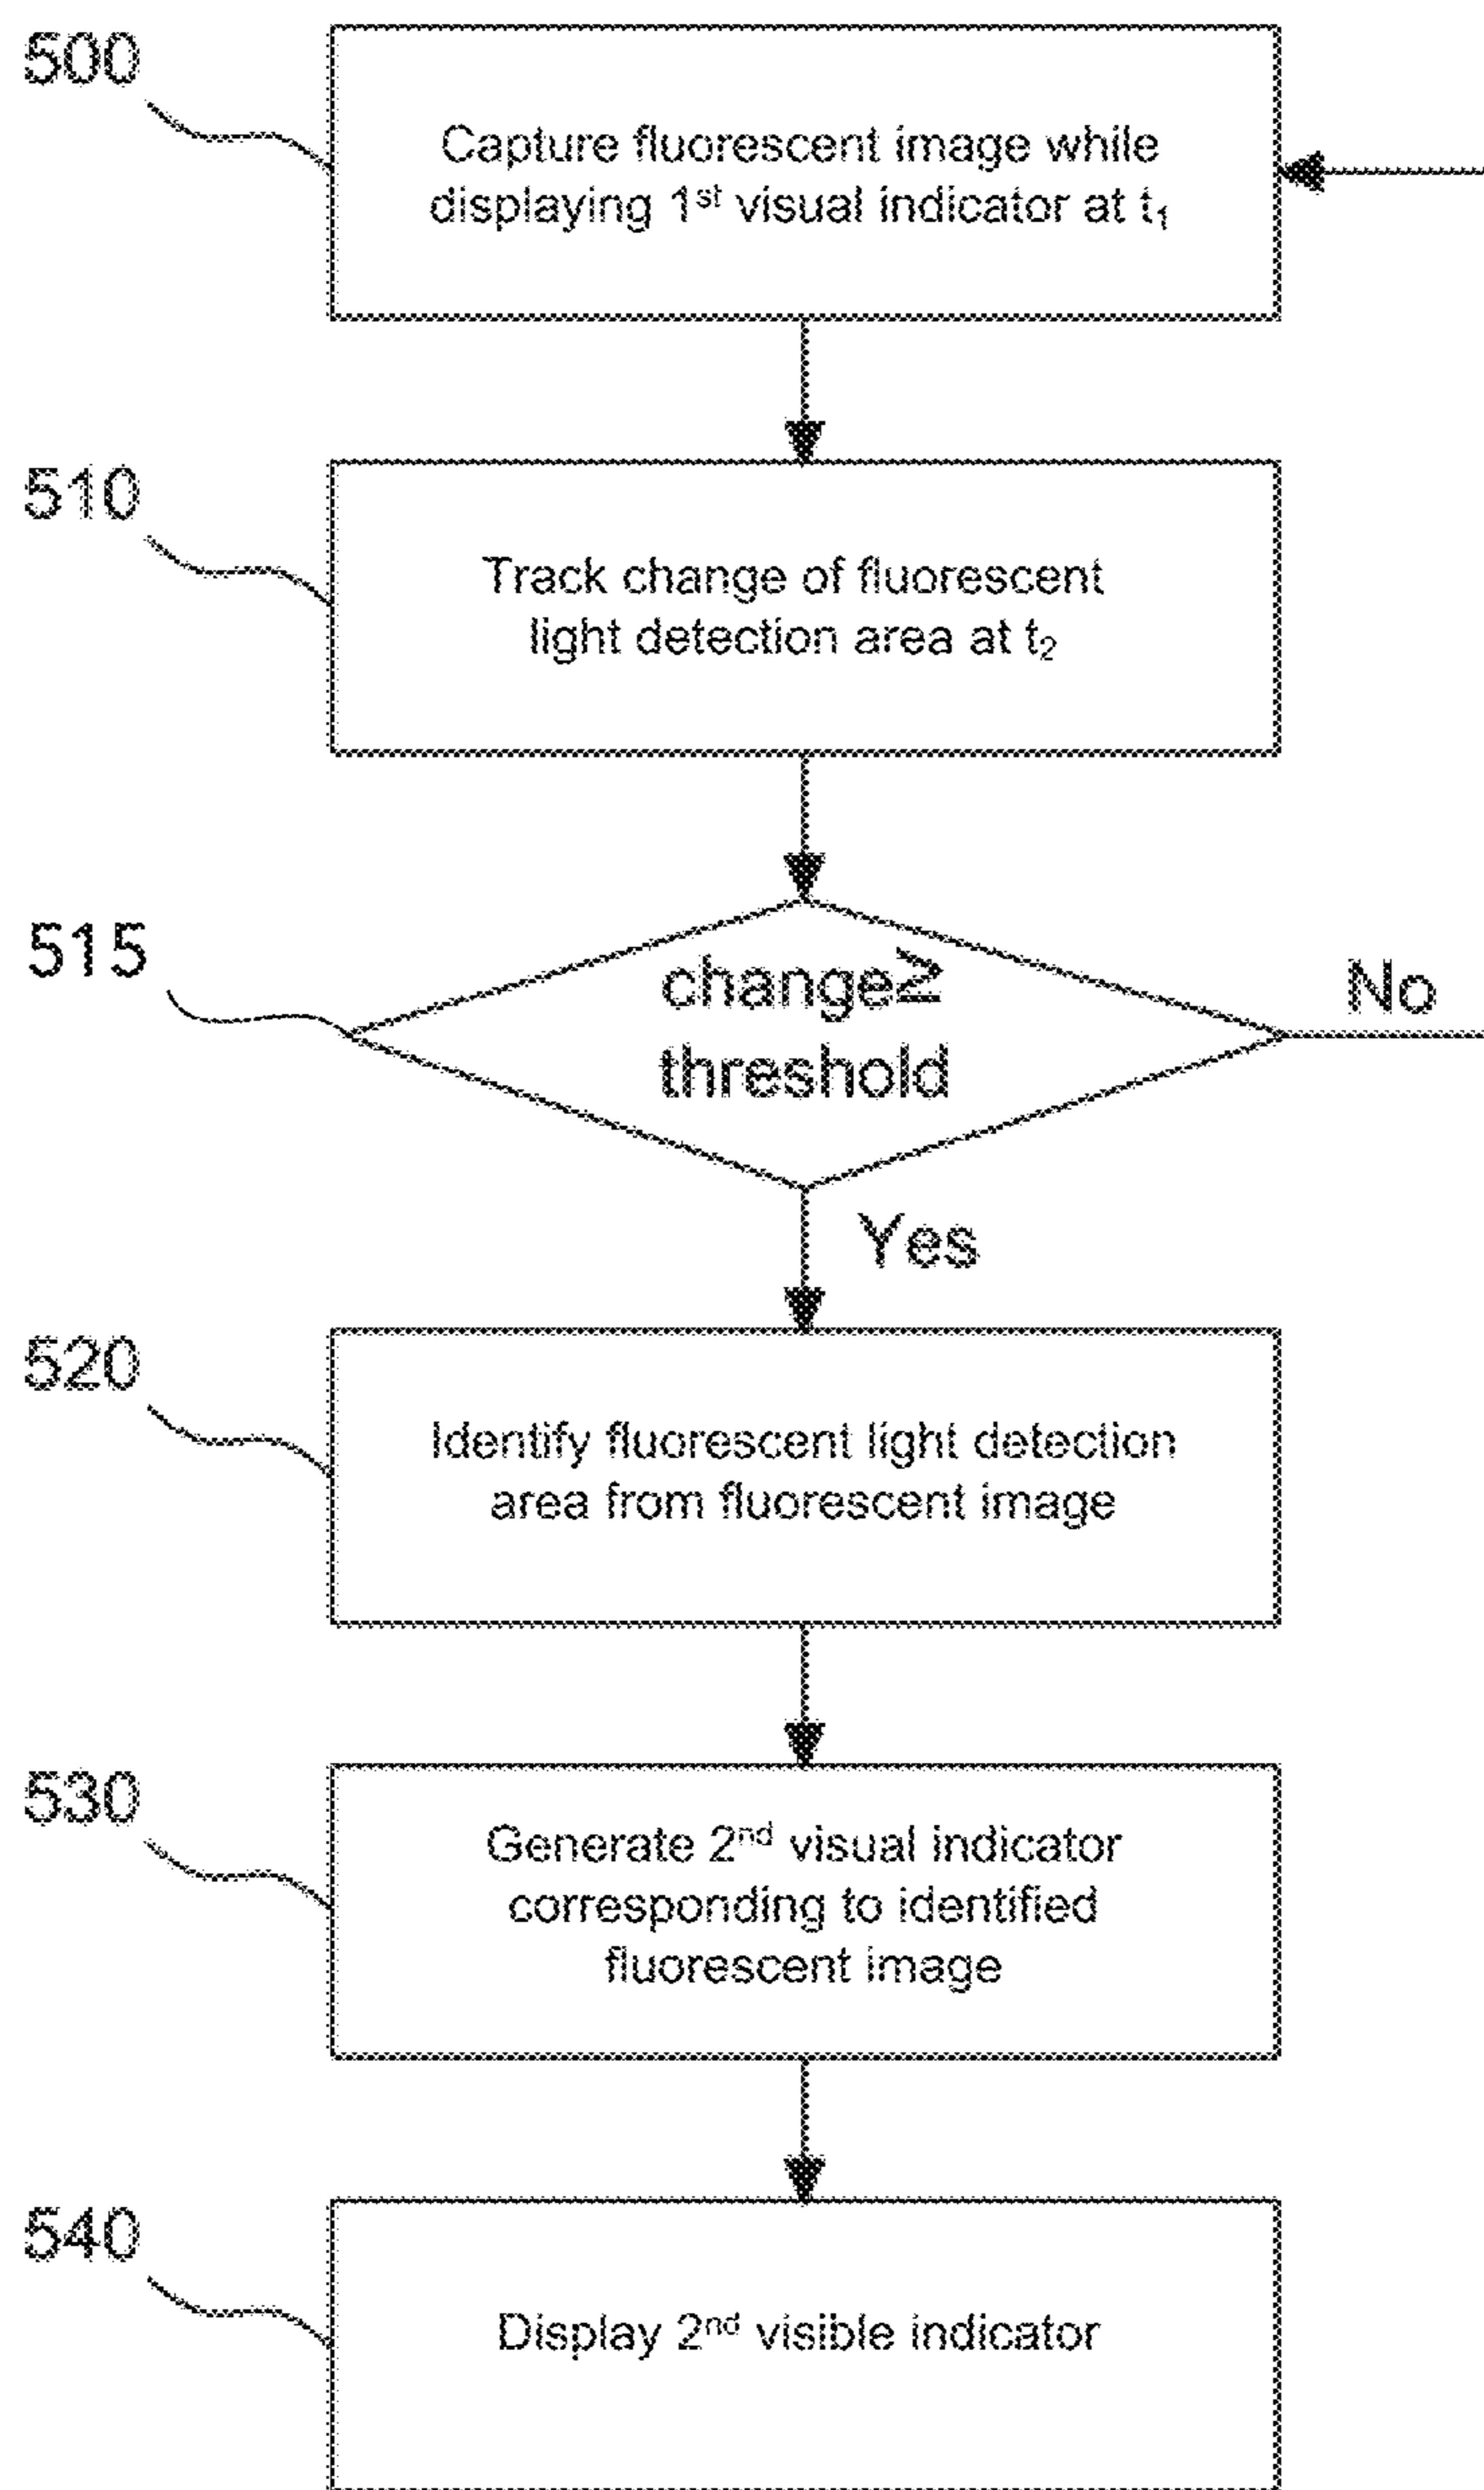 500
Capture fluorescent image while
displaying 1st visual indicator at t₁
510
Track change of fluorescent
light detection area at t₂
515
change≥
threshold
No
Yes
520
Identify fluorescent light detection
area from fluorescent image
530
Generate 2nd visual indicator
corresponding to identified
fluorescent image
540
Display 2nd visible indicator